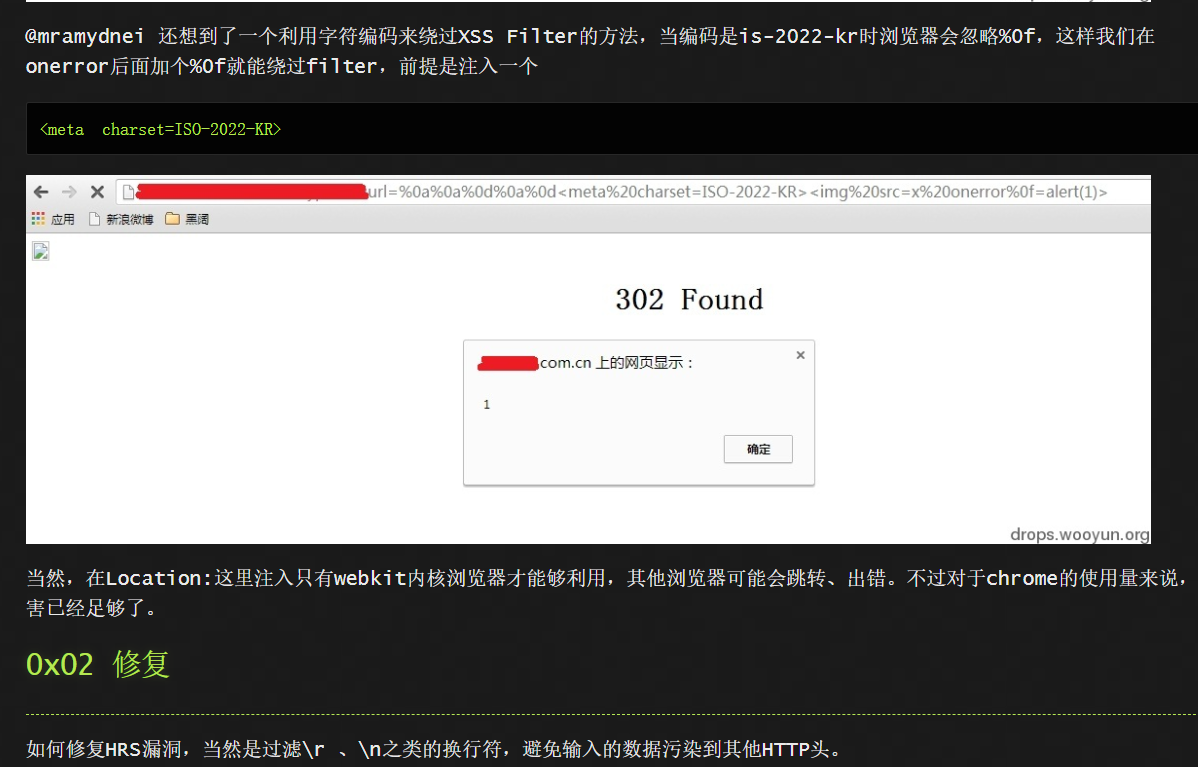 @mramydnei 还想到了一个利用字符编码来绕过XSS Filter的方法，当编码是is-2022-kr时浏览器会忽略%0f，这样我们在
onerror后面加个%0f就能绕过filter，前提是注入一个
<meta charset=ISO-2022-KR>
url=%0a%0a%0d%0a%0d<meta%20charset=ISO-2022-KR><img%20src=x%20onerror%0f=alert(1)>
应用 新浪微博 黑阔
302 Found
.com.cn 上的网页显示：
1
确定
drops.wooyun.org
当然，在Location:这里注入只有webkit内核浏览器才能够利用，其他浏览器可能会跳转、出错。不过对于chrome的使用量来说，
害已经足够了。
0x02 修复
如何修复HRS漏洞，当然是过滤\r 、\n之类的换行符，避免输入的数据污染到其他HTTP头。